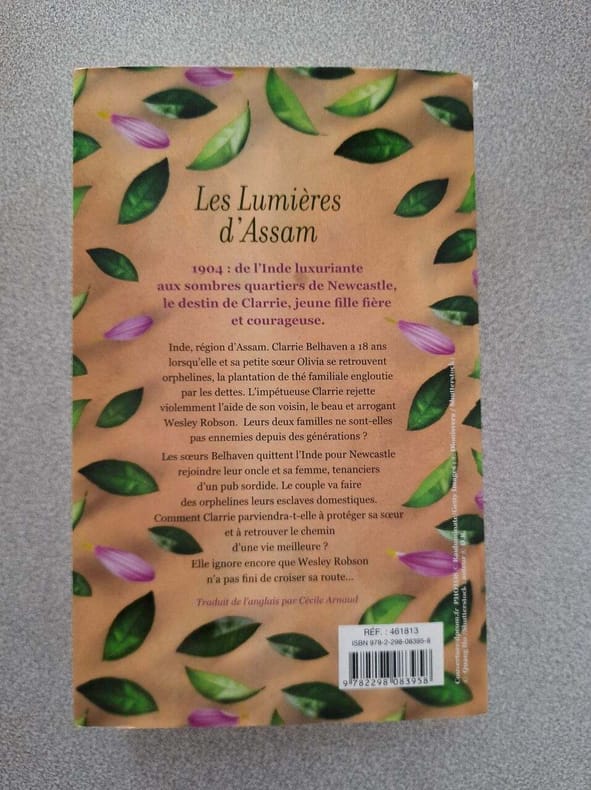 Les Lumières
d'Assam
1904 : de l'Inde luxuriante
aux sombres quartiers de Newcastle,
le destin de Clarrie, jeune fille fière
et courageuse.
Inde, région d'Assam. Clarrie Belhaven a 18 ans
lorsqu'elle et sa petite sœur Olivia se retrouvent
orphelines, la plantation de thé familiale engloutie
par les dettes. L'impétueuse Clarrie rejette
violemment l'aide de son voisin, le beau et arrogant
Wesley Robson. Leurs deux familles ne sont-elles
pas ennemies depuis des générations ?
Les sœurs Belhaven quittent l'Inde pour Newcastle
rejoindre leur oncle et sa femme, tenanciers
d'un pub sordide. Le couple va faire
des orphelines leurs esclaves domestiques.
Comment Clarrie parviendra-t-elle à protéger sa sœur
et à retrouver le chemin
d'une vie meilleure ?
Elle ignore encore que Wesley Robson
n'a pas fini de croiser sa route...
Traduit de l'anglais par Cécile Arnaud
RÉF. : 461813
ISBN 978-2-298-08395-8
9 782298 083958